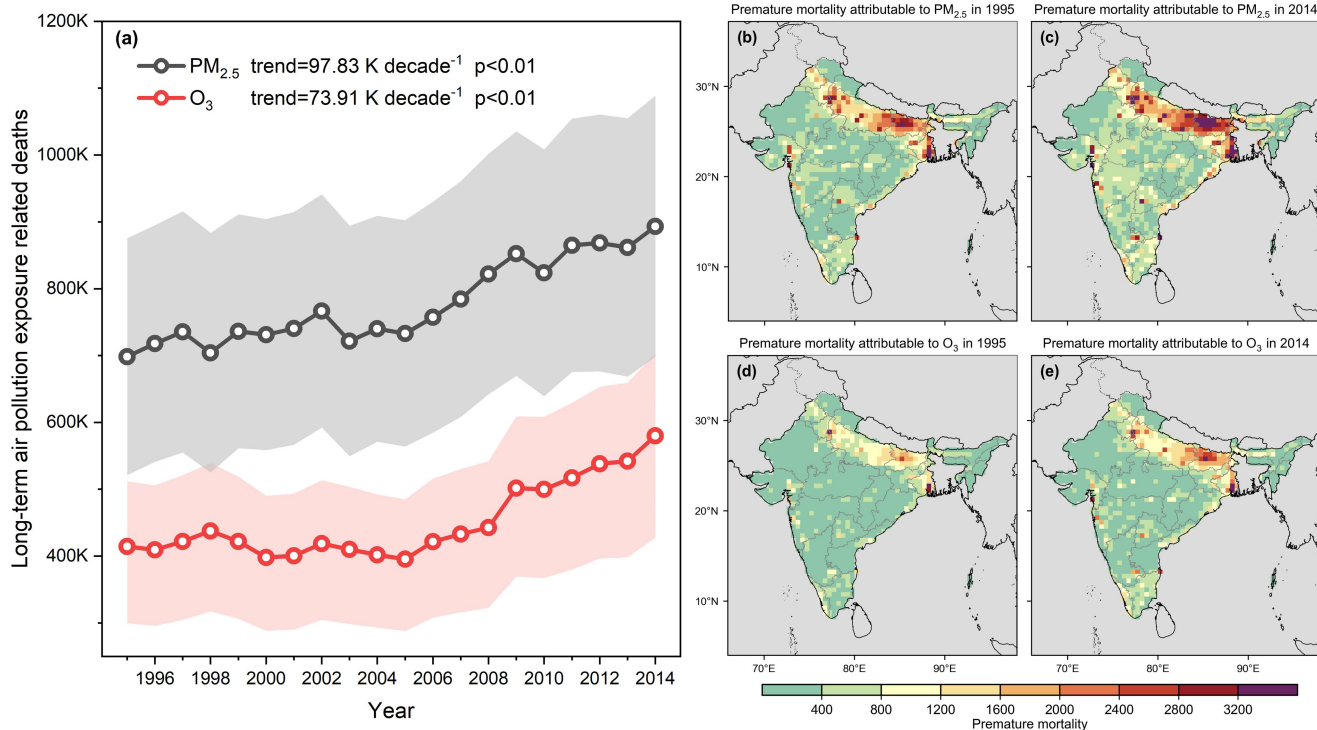 (a)
PM2.5 trend=97.83 K decade-1 p<0.01
O3 trend=73.91 K decade-1 p<0.01
Long-term air pollution exposure related deaths
1200K
1000K
800K
600K
400K
1996 1998 2000 2002 2004 2006 2008 2010 2012 2014
Year
Premature mortality attributable to PM2.5 in 1995
(b)
30°N
20°N
10°N
Premature mortality attributable to PM2.5 in 2014
(c)
Premature mortality attributable to O3 in 1995
(d)
30°N
20°N
10°N
70°E 80°E 90°E
Premature mortality attributable to O3 in 2014
(e)
70°E 80°E 90°E
400 800 1200 1600 2000 2400 2800 3200
Premature mortality